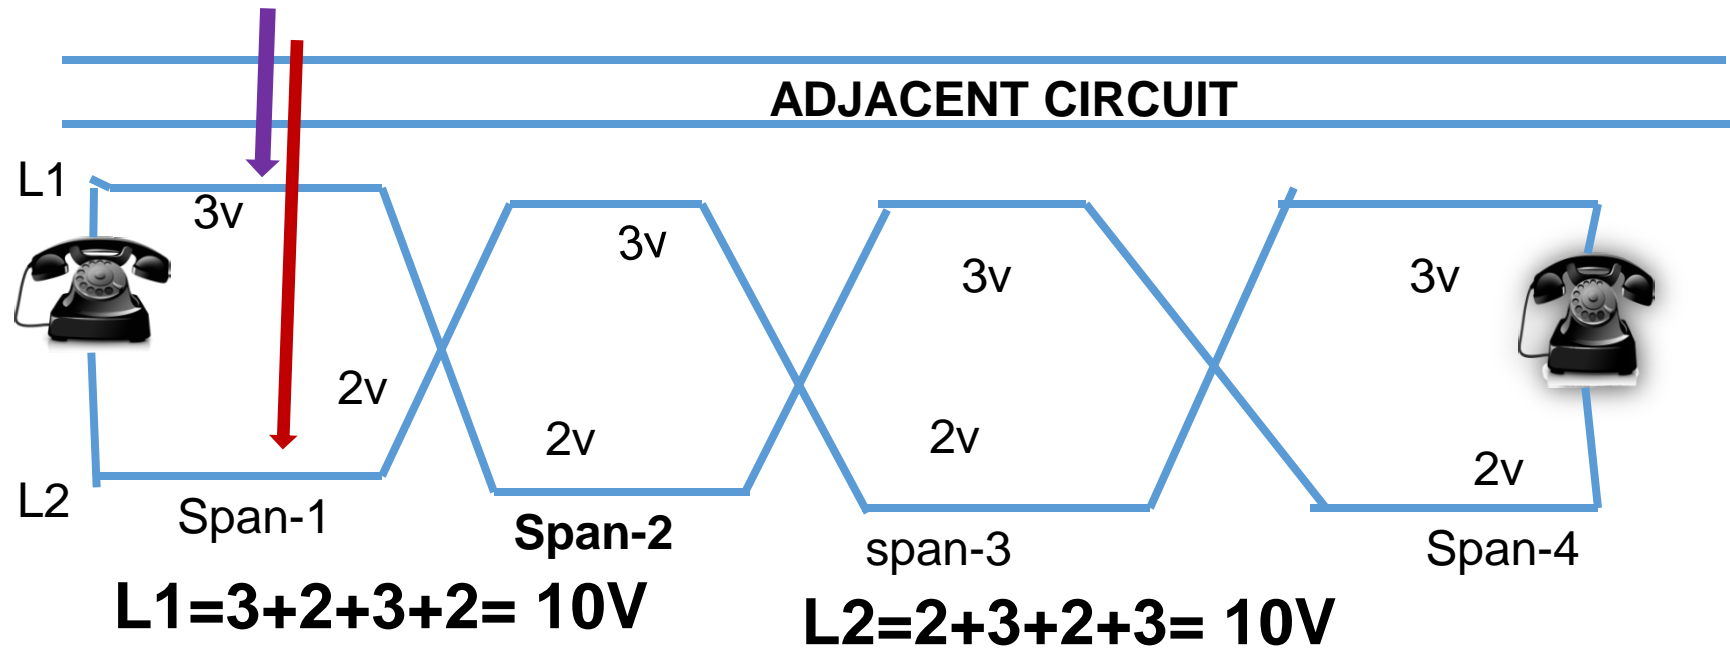 ADJACENT CIRCUIT
L1
3v
3v
3v
3v
2v
2v
2v
2v
L2
Span-1
Span-2
span-3
Span-4
L1=3+2+3+2= 10V
L2=2+3+2+3= 10V